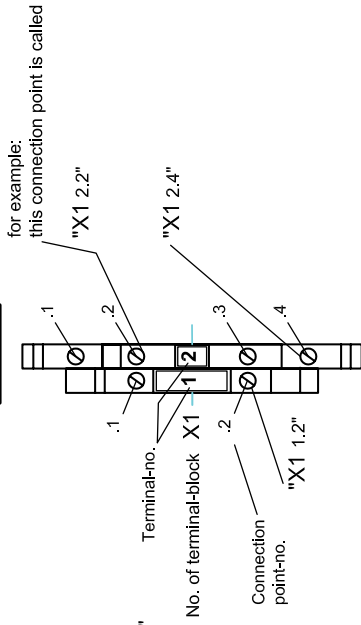 for example:
this connection point is called
"X1 2.2"
"X1 2.4"
.1
.2
.3
.4
2
1
.1
.2
Terminal-no.
No. of terminal-block X1
"X1 1.2"
Connection
point-no.
"